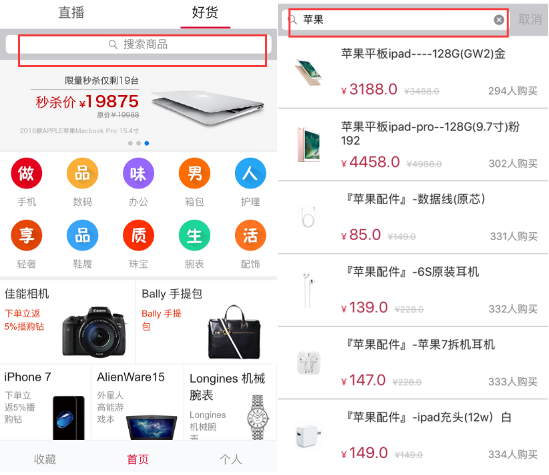 直播
好货
搜索商品
限量秒杀仅剩19台
秒杀价 ¥19875
原价¥19988
2016款APPLE苹果Macbook Pro 15.4寸
做 品 味 男 人
手机 数码 办公 箱包 护理
享 品 质 生 活
轻奢 鞋履 珠宝 腕表 配饰
佳能相机
下单立返
5%播购钻
Bally 手提包
Bally 手提
包
iPhone 7
下单立
返5%播
购钻
AlienWare15
外星人
高能游
戏本
Longines 机械
腕表
Longines
机械腕
收藏
首页
个人
苹果
取消
苹果平板ipad----128G(GW2)金
¥3188.0 ¥3488.0 294人购买
苹果平板ipad-pro--128G(9.7寸)粉
192
¥4458.0 ¥4988.0 302人购买
『苹果配件』-数据线(原芯)
¥85.0 ¥149.0 331人购买
『苹果配件』-6S原装耳机
¥139.0 ¥228.0 332人购买
『苹果配件』-苹果7拆机耳机
¥147.0 ¥228.0 333人购买
『苹果配件』-ipad充头(12w）白
¥149.0 ¥149.0 334人购买